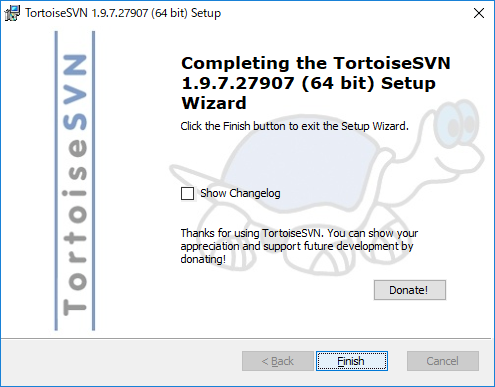 TortoiseSVN 1.9.7.27907 (64 bit) Setup
TortoiseSVN
Completing the TortoiseSVN
1.9.7.27907 (64 bit) Setup
Wizard
Click the Finish button to exit the Setup Wizard.
Show Changelog
Thanks for using TortoiseSVN. You can show your
appreciation and support future development by
donating!
Donate!
< Back
Finish
Cancel